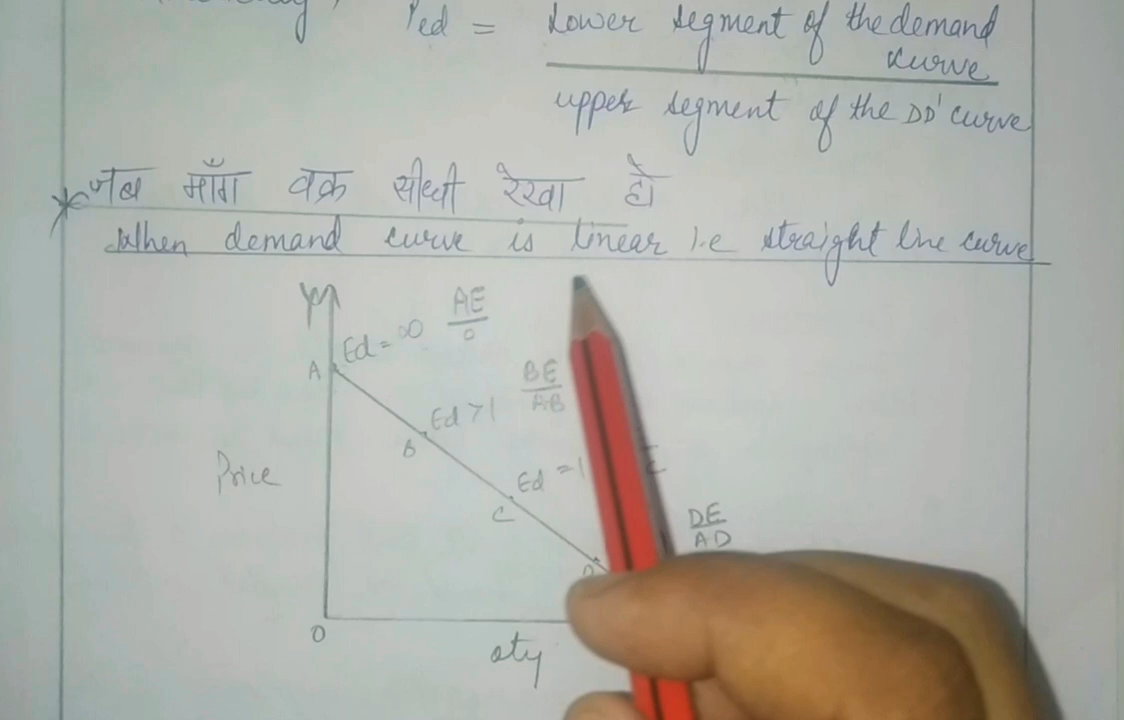 Ped = Lower segment of the demand
curve
upper segment of the DD' curve
जब माँग वक्र सीधी रेखा हो
When demand curve is linear i.e straight line curve
Y
A Ed = ∞ AE
0
B Ed > 1 BE
AB
C Ed = 1
E
DE
AD
D
Price
O
Qty